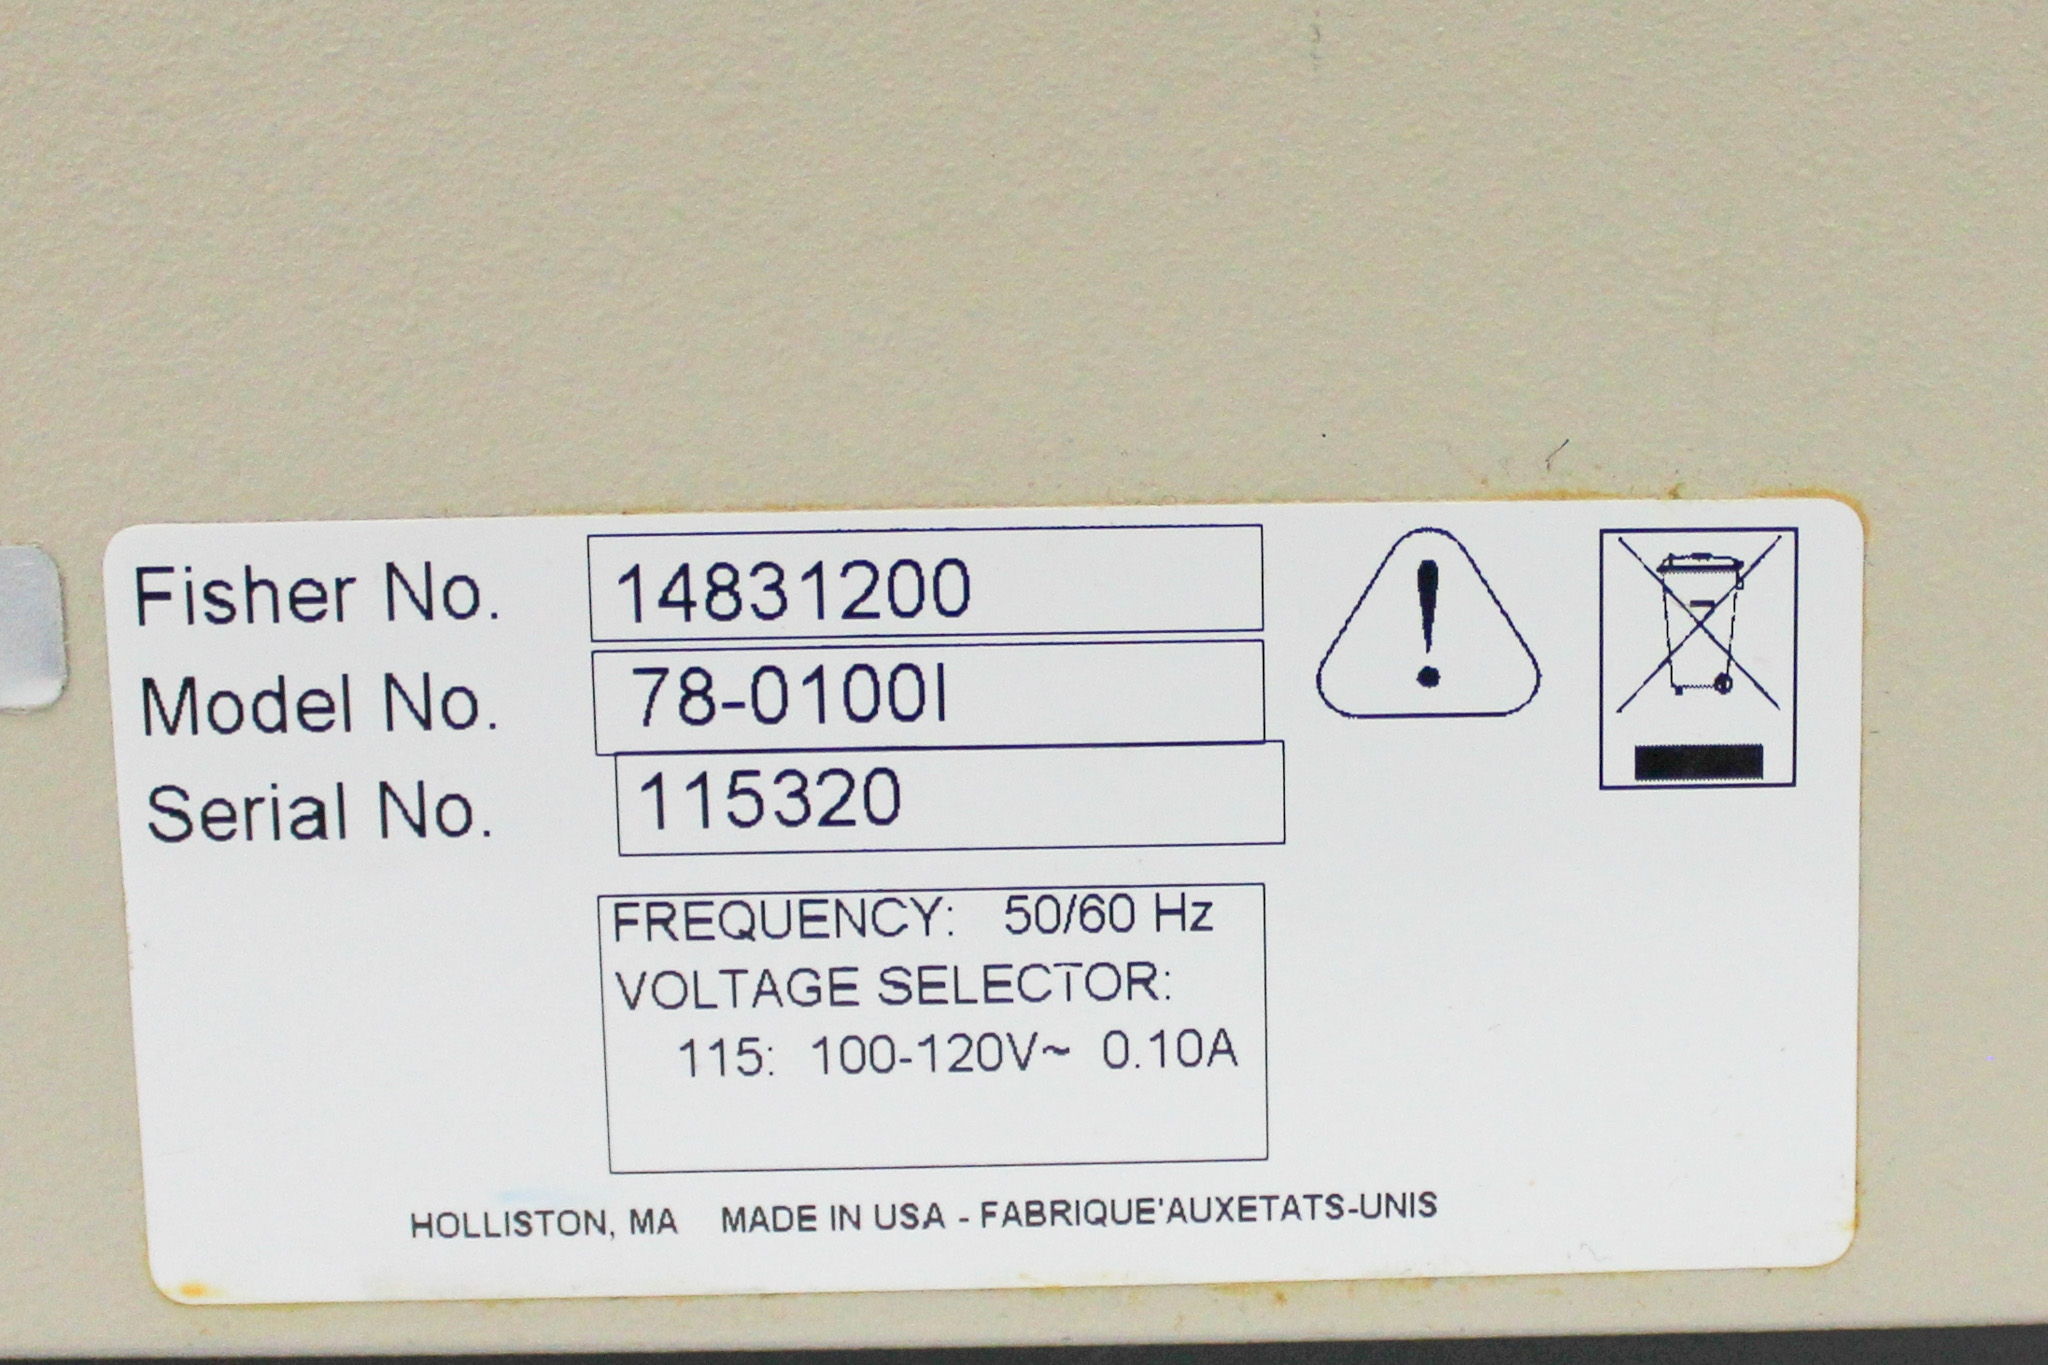 Fisher No. 14831200
Model No. 78-0100I
Serial No. 115320
FREQUENCY: 50/60 Hz
VOLTAGE SELECTOR:
115: 100-120V~ 0.10A
HOLLISTON, MA MADE IN USA - FABRIQUE'AUXETATS-UNIS